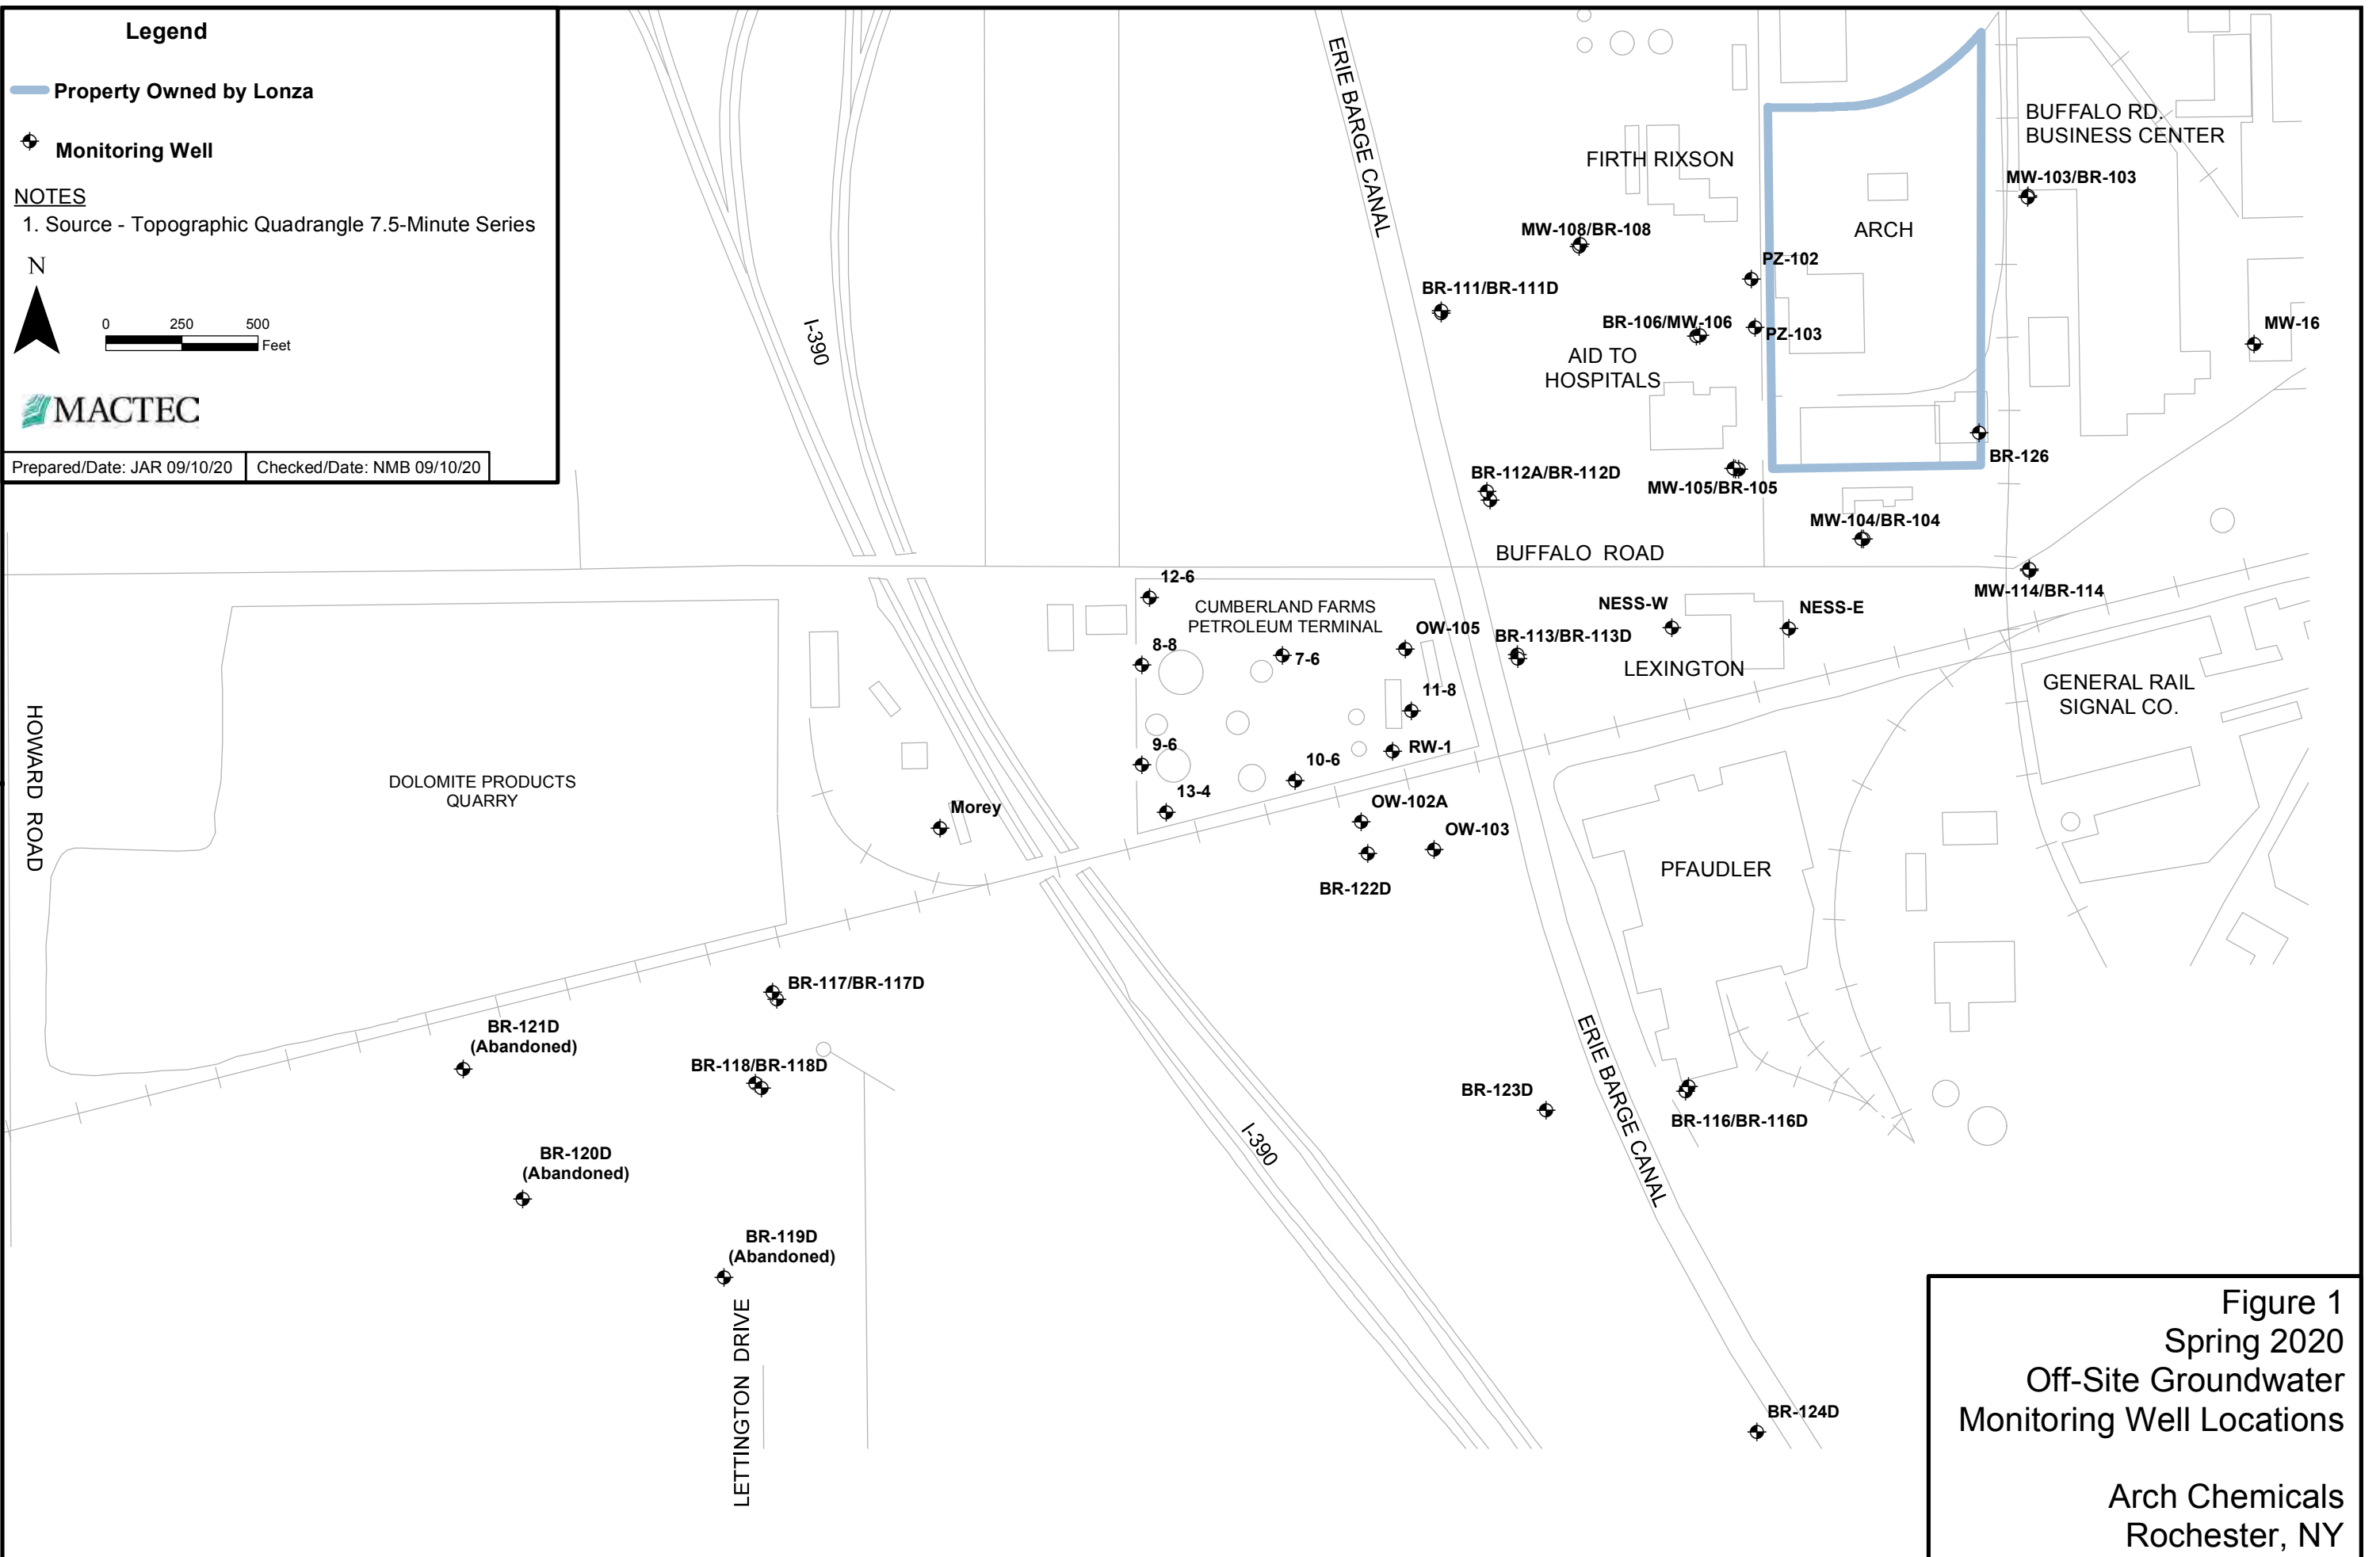 Legend
Property Owned by Lonza
Monitoring Well
NOTES
1. Source - Topographic Quadrangle 7.5-Minute Series
N
0 250 500
Feet
MACTEC
Prepared/Date: JAR 09/10/20 Checked/Date: NMB 09/10/20
ERIE BARGE CANAL
I-390
FIRTH RIXSON
BUFFALO RD.
BUSINESS CENTER
MW-103/BR-103
ARCH
MW-108/BR-108
PZ-102
BR-111/BR-111D
BR-106/MW-106
PZ-103
MW-16
AID TO
HOSPITALS
BR-126
BR-112A/BR-112D
MW-105/BR-105
MW-104/BR-104
BUFFALO ROAD
MW-114/BR-114
12-6
CUMBERLAND FARMS
PETROLEUM TERMINAL
NESS-W
NESS-E
OW-105
BR-113/BR-113D
8-8
7-6
LEXINGTON
11-8
GENERAL RAIL
SIGNAL CO.
HOWARD ROAD
DOLOMITE PRODUCTS
QUARRY
9-6
RW-1
10-6
13-4
Morey
OW-102A
OW-103
BR-122D
PFAUDLER
BR-117/BR-117D
BR-121D
(Abandoned)
BR-118/BR-118D
BR-123D
ERIE BARGE CANAL
BR-116/BR-116D
I-390
BR-120D
(Abandoned)
BR-119D
(Abandoned)
LETTINGTON DRIVE
BR-124D
Figure 1
Spring 2020
Off-Site Groundwater
Monitoring Well Locations
Arch Chemicals
Rochester, NY